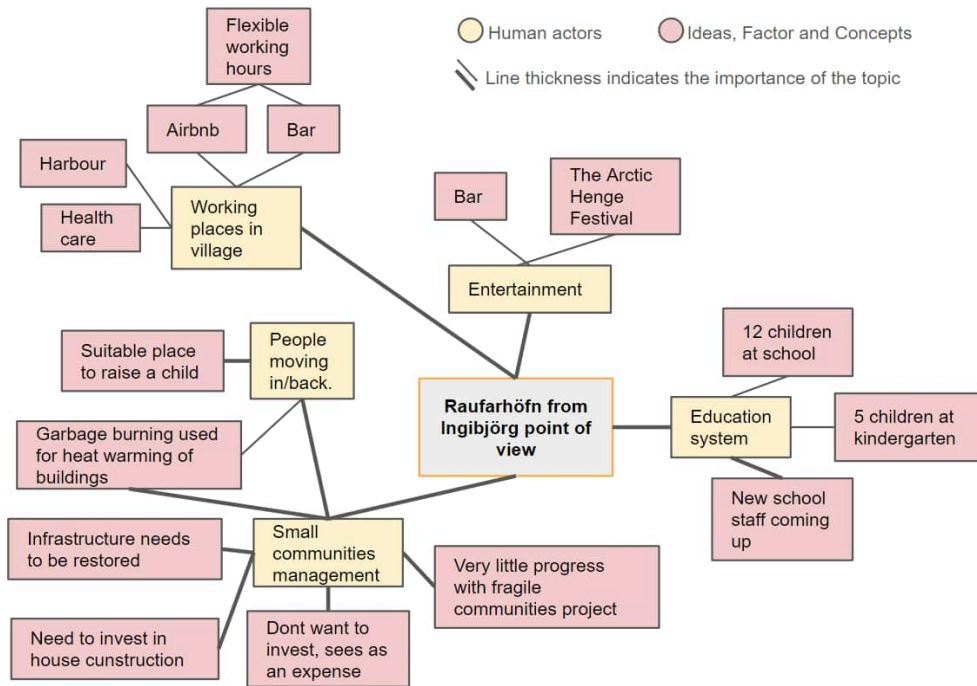 Flexible
working
hours
Human actors
Ideas, Factor and Concepts
Line thickness indicates the importance of the topic
Airbnb
Bar
Harbour
Health
care
Working
places in
village
Bar
The Arctic
Henge
Festival
Entertainment
Suitable place
to raise a child
People
moving
in/back.
12 children
at school
Raufarhöfn from
Ingibjörg point of
view
Education
system
5 children at
kindergarten
Garbage burning used
for heat warming of
buildings
New school
staff coming
up
Infrastructure needs
to be restored
Small
communities
management
Very little progress
with fragile
communities project
Need to invest in
house cunstruction
Dont want to
invest, sees as
an expense